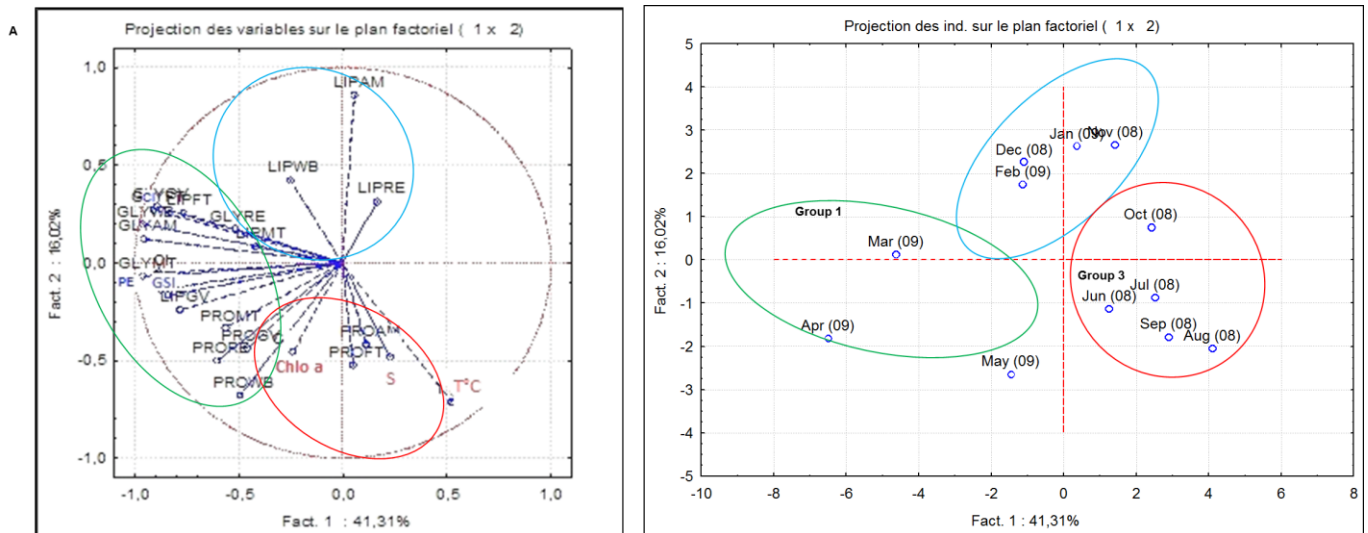 A
Projection des variables sur le plan factoriel ( 1 x 2)
1,0
0,5
0,0
-0,5
-1,0
Fact. 2 : 16,02%
LIPAM
LIPWB
LIPRE
LIPFT
GLYRE
GLYAM
LIPMT
GLYMT
PE
GSI
LIPGV
PROMT
PROAM
PROFT
Chlo a
S
PROWB
T°C
-1,0 -0,5 0,0 0,5 1,0
Fact. 1 : 41,31%
Projection des ind. sur le plan factoriel ( 1 x 2)
5
4
3
2
1
0
-1
-2
-3
-4
-5
Fact. 2 : 16,02%
Jan (09)
Nov (08)
Dec (08)
Feb (09)
Group 1
Oct (08)
Mar (09)
Group 3
Jul (08)
Jun (08)
Sep (08)
Apr (09)
Aug (08)
May (09)
-10 -8 -6 -4 -2 0 2 4 6 8
Fact. 1 : 41,31%